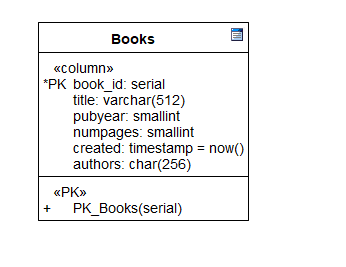 Books
«column»
*PK book_id: serial
title: varchar(512)
pubyear: smallint
numpages: smallint
created: timestamp = now()
authors: char(256)
«PK»
+ PK_Books(serial)